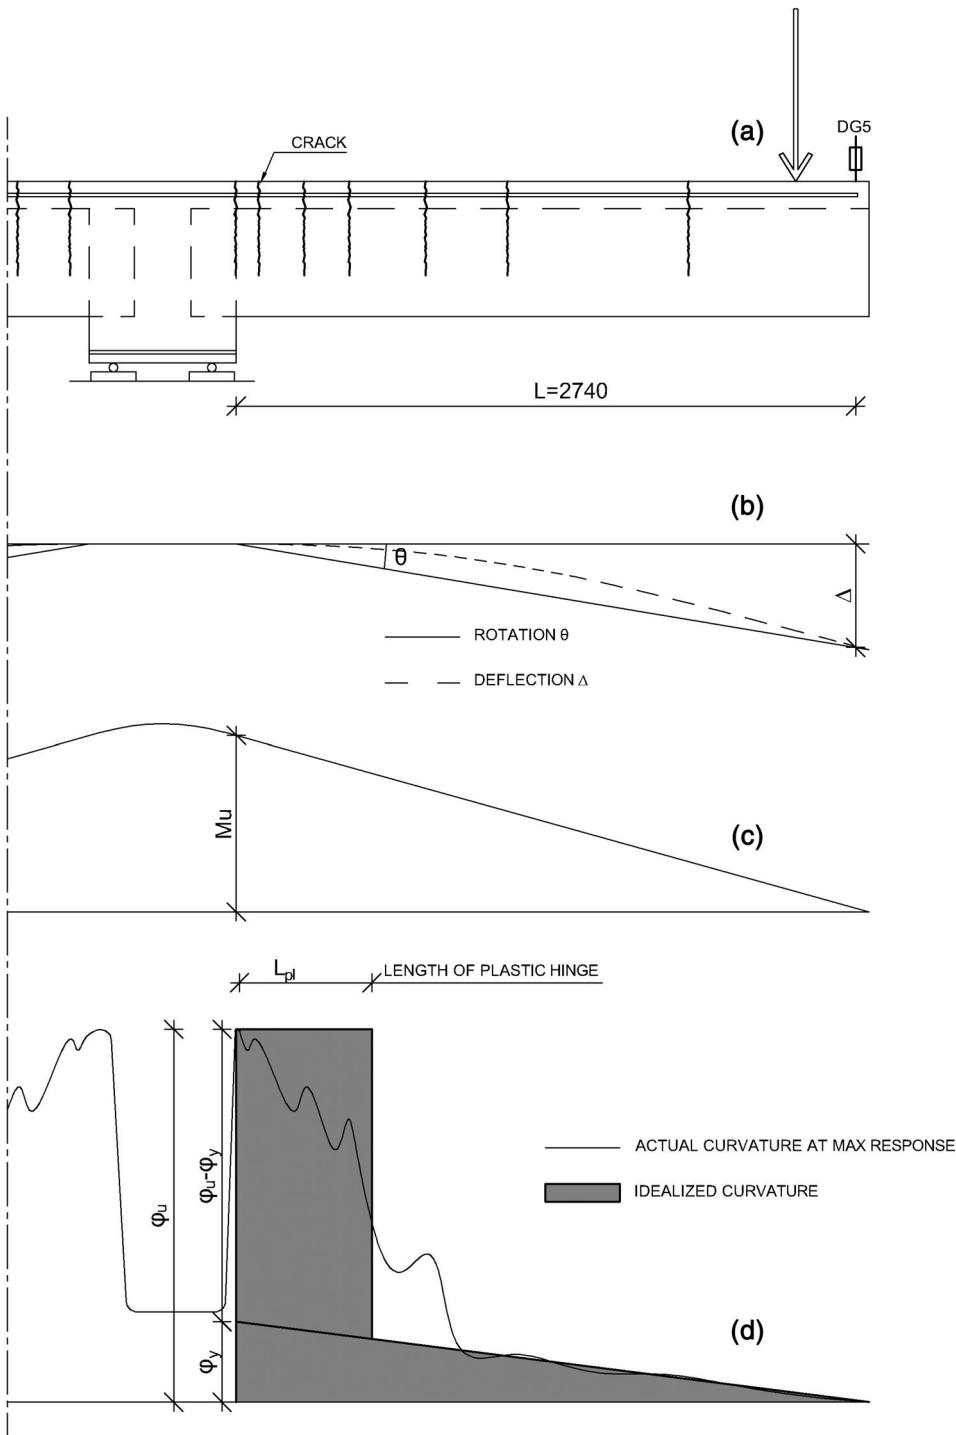 (a)
DG5
CRACK
L=2740
(b)
θ
Δ
ROTATION θ
DEFLECTION Δ
Mu
(c)
Lpl
LENGTH OF PLASTIC HINGE
φu
φu-φy
φy
ACTUAL CURVATURE AT MAX RESPONSE
IDEALIZED CURVATURE
(d)